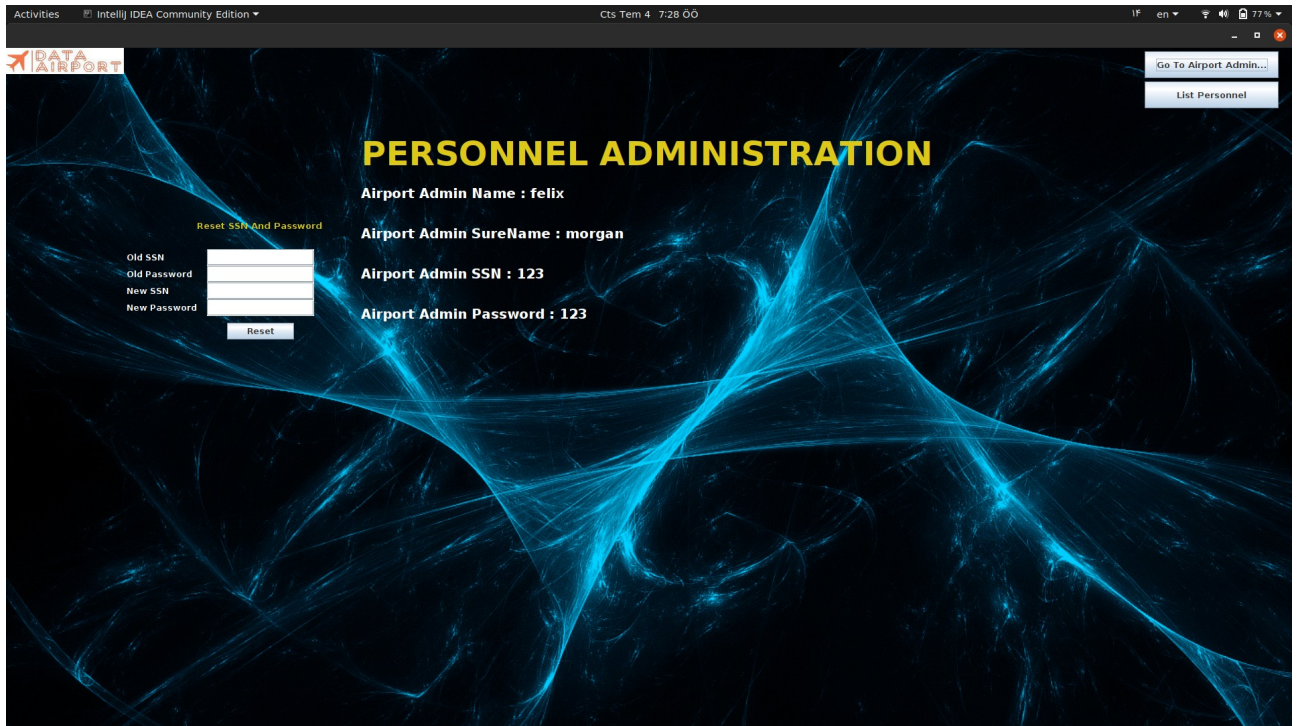 Activities IntelliJ IDEA Community Edition Cts Tem 4 7:28 ÖÖ ۱۴ en 77 %
DATA
AIRPORT
Go To Airport Admin...
List Personnel
PERSONNEL ADMINISTRATION
Airport Admin Name : felix
Airport Admin SureName : morgan
Airport Admin SSN : 123
Airport Admin Password : 123
Reset SSN And Password
Old SSN
Old Password
New SSN
New Password
Reset